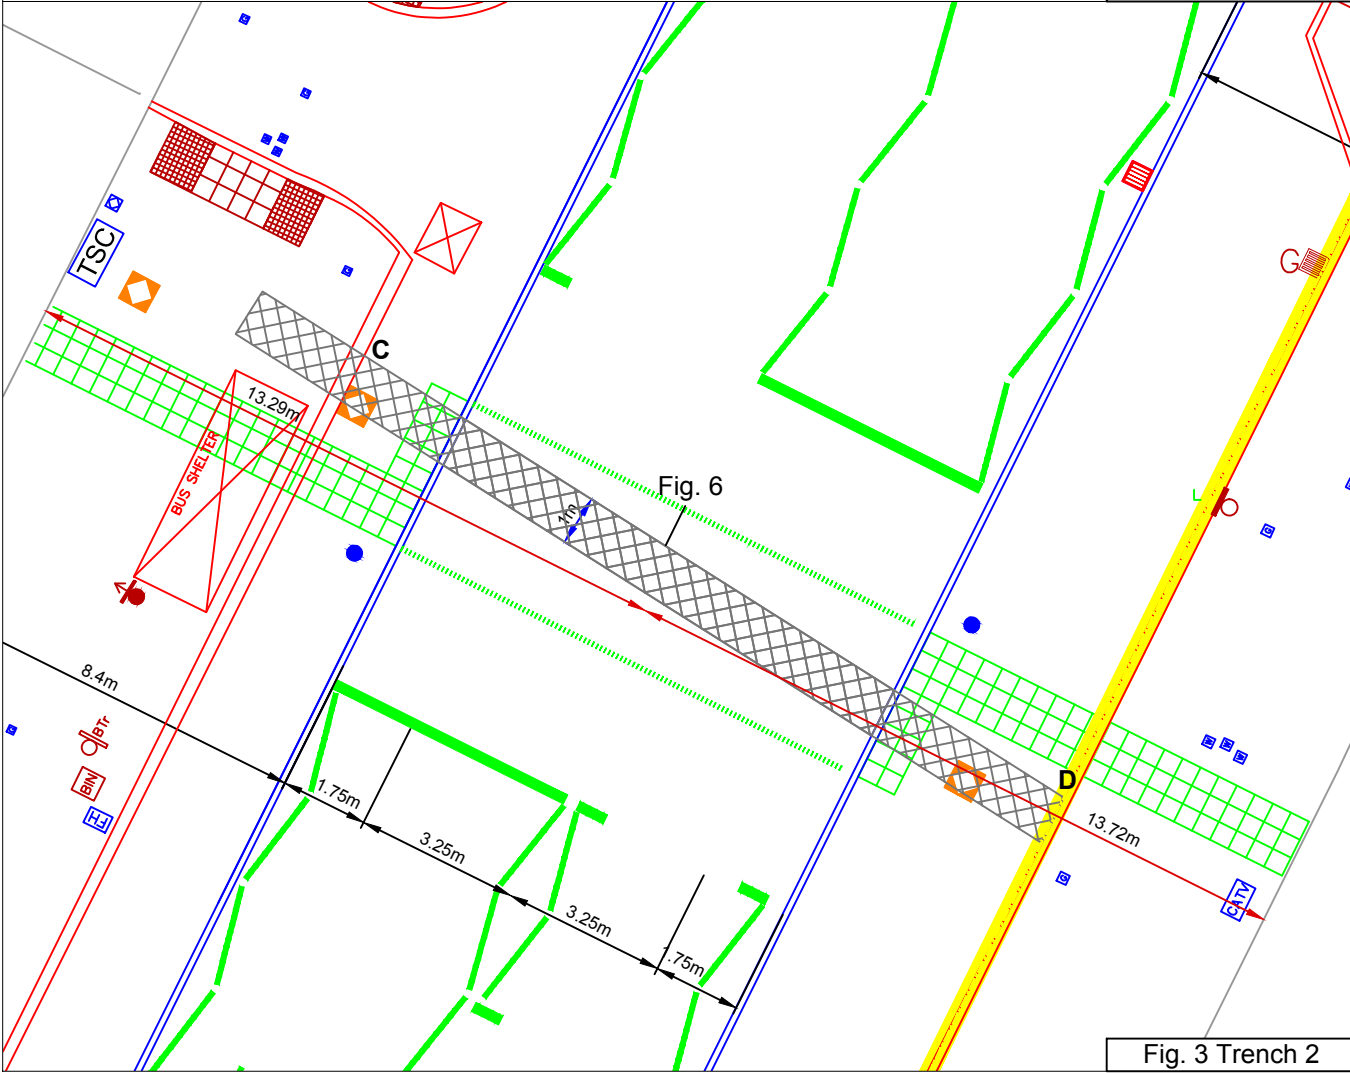 TSC
G
C
13.29m
BUS SHELTER
Fig. 6
1m
8.4m
BTr
BIN
FH
1.75m
3.25m
3.25m
.75m
D
13.72m
W
W
W
G
G
CATV
Fig. 3 Trench 2